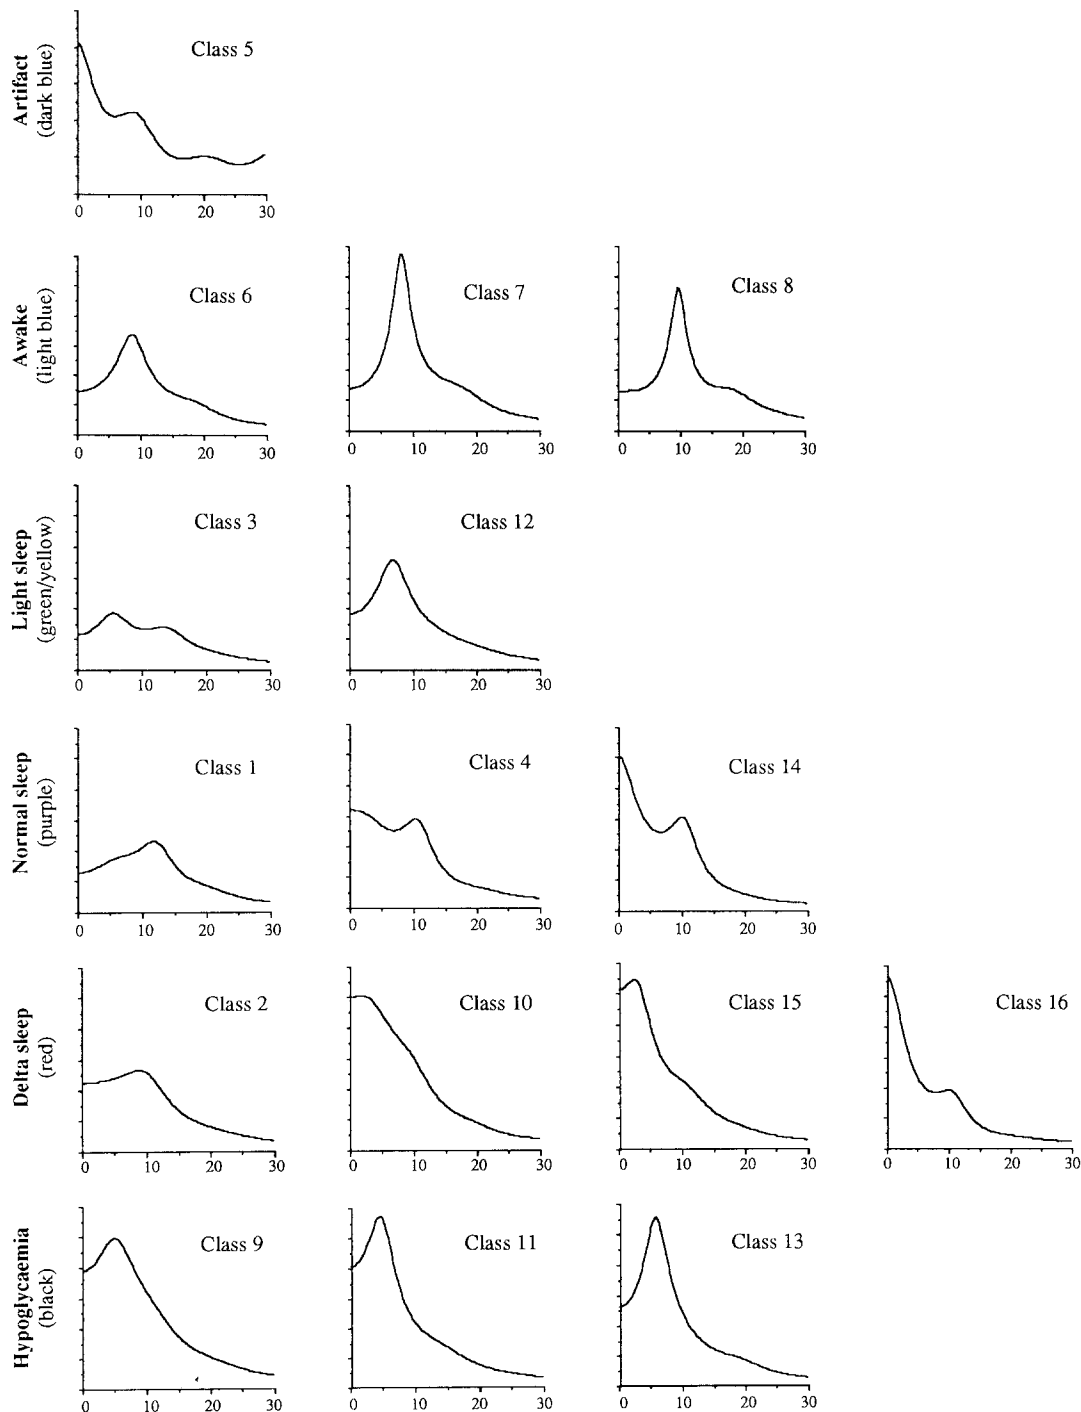 Artifact
(dark blue)
Class 5
0 10 20 30
Awake
(light blue)
Class 6
Class 7
Class 8
0 10 20 30
0 10 20 30
0 10 20 30
Light sleep
(green/yellow)
Class 3
Class 12
0 10 20 30
0 10 20 30
Normal sleep
(purple)
Class 1
Class 4
Class 14
0 10 20 30
0 10 20 30
0 10 20 30
Delta sleep
(red)
Class 2
Class 10
Class 15
Class 16
0 10 20 30
0 10 20 30
0 10 20 30
0 10 20 30
Hypoglycaemia
(black)
Class 9
Class 11
Class 13
0 10 20 30
0 10 20 30
0 10 20 30